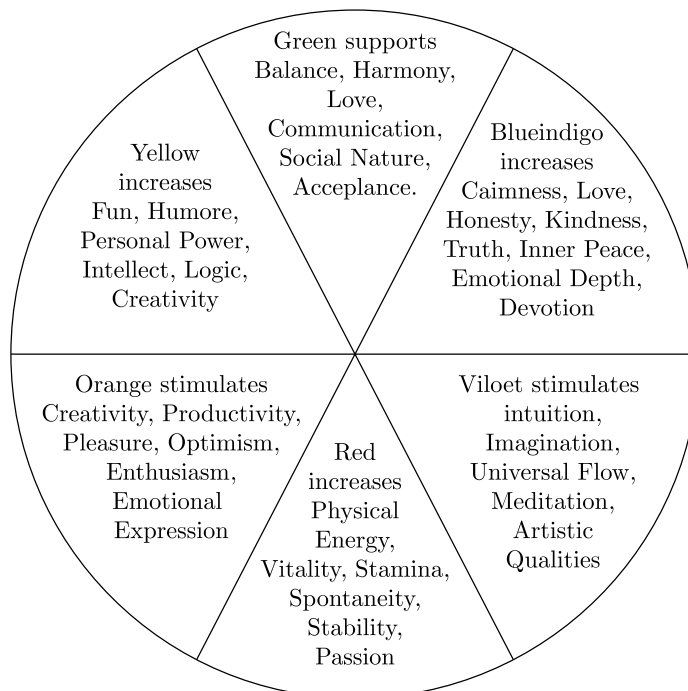 Green supports
Balance, Harmony,
Love,
Communication,
Social Nature,
Acceplance.
Blueindigo
increases
Caimness, Love,
Honesty, Kindness,
Truth, Inner Peace,
Emotional Depth,
Devotion
Yellow
increases
Fun, Humore,
Personal Power,
Intellect, Logic,
Creativity
Orange stimulates
Creativity, Productivity,
Pleasure, Optimism,
Enthusiasm,
Emotional
Expression
Red
increases
Physical
Energy,
Vitality, Stamina,
Spontaneity,
Stability,
Passion
Viloet stimulates
intuition,
Imagination,
Universal Flow,
Meditation,
Artistic
Qualities